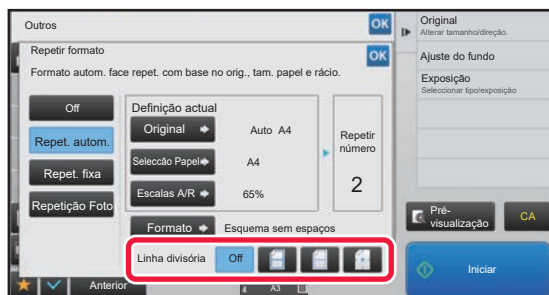 Outros
OK
Repetir formato
OK
Formato autom. face repet. com base no orig., tam. papel e rácio.
Off
Repet. autom.
Repet. fixa
Repetição Foto
Definição actual
Original
Auto A4
Selecção Papel
A4
Escalas A/R
65%
Repetir
número
2
Formato
Esquema sem espaços
Linha divisória
Off
Anterior
4
A3
Original
Alterar tamanho/direção.
Ajuste do fundo
Exposição
Seleccionar tipo/exposição
Pré-
visualização
CA
Iniciar